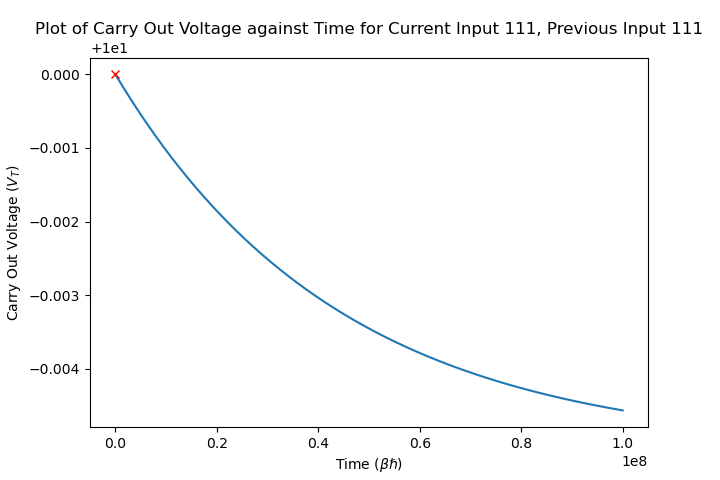 Plot of Carry Out Voltage against Time for Current Input 111, Previous Input 111
+1e1
0.000
−0.001
−0.002
−0.003
−0.004
Carry Out Voltage (V_T)
0.0 0.2 0.4 0.6 0.8 1.0
1e8
Time (βħ)